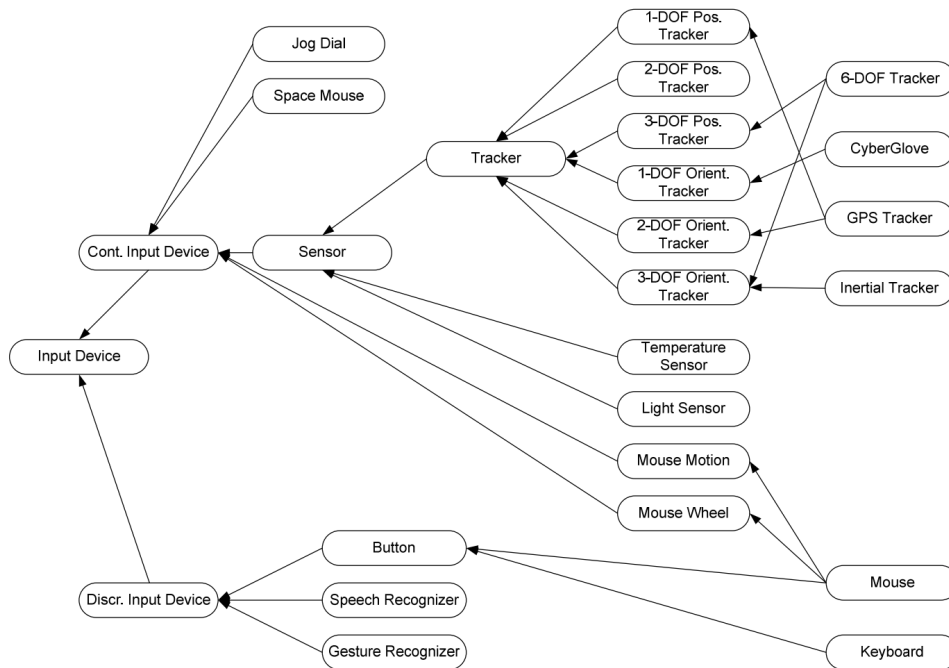 Jog Dial
Space Mouse
1-DOF Pos.
Tracker
2-DOF Pos.
Tracker
3-DOF Pos.
Tracker
1-DOF Orient.
Tracker
2-DOF Orient.
Tracker
3-DOF Orient.
Tracker
6-DOF Tracker
CyberGlove
GPS Tracker
Inertial Tracker
Tracker
Cont. Input Device
Sensor
Input Device
Temperature
Sensor
Light Sensor
Mouse Motion
Mouse Wheel
Button
Discr. Input Device
Speech Recognizer
Gesture Recognizer
Mouse
Keyboard